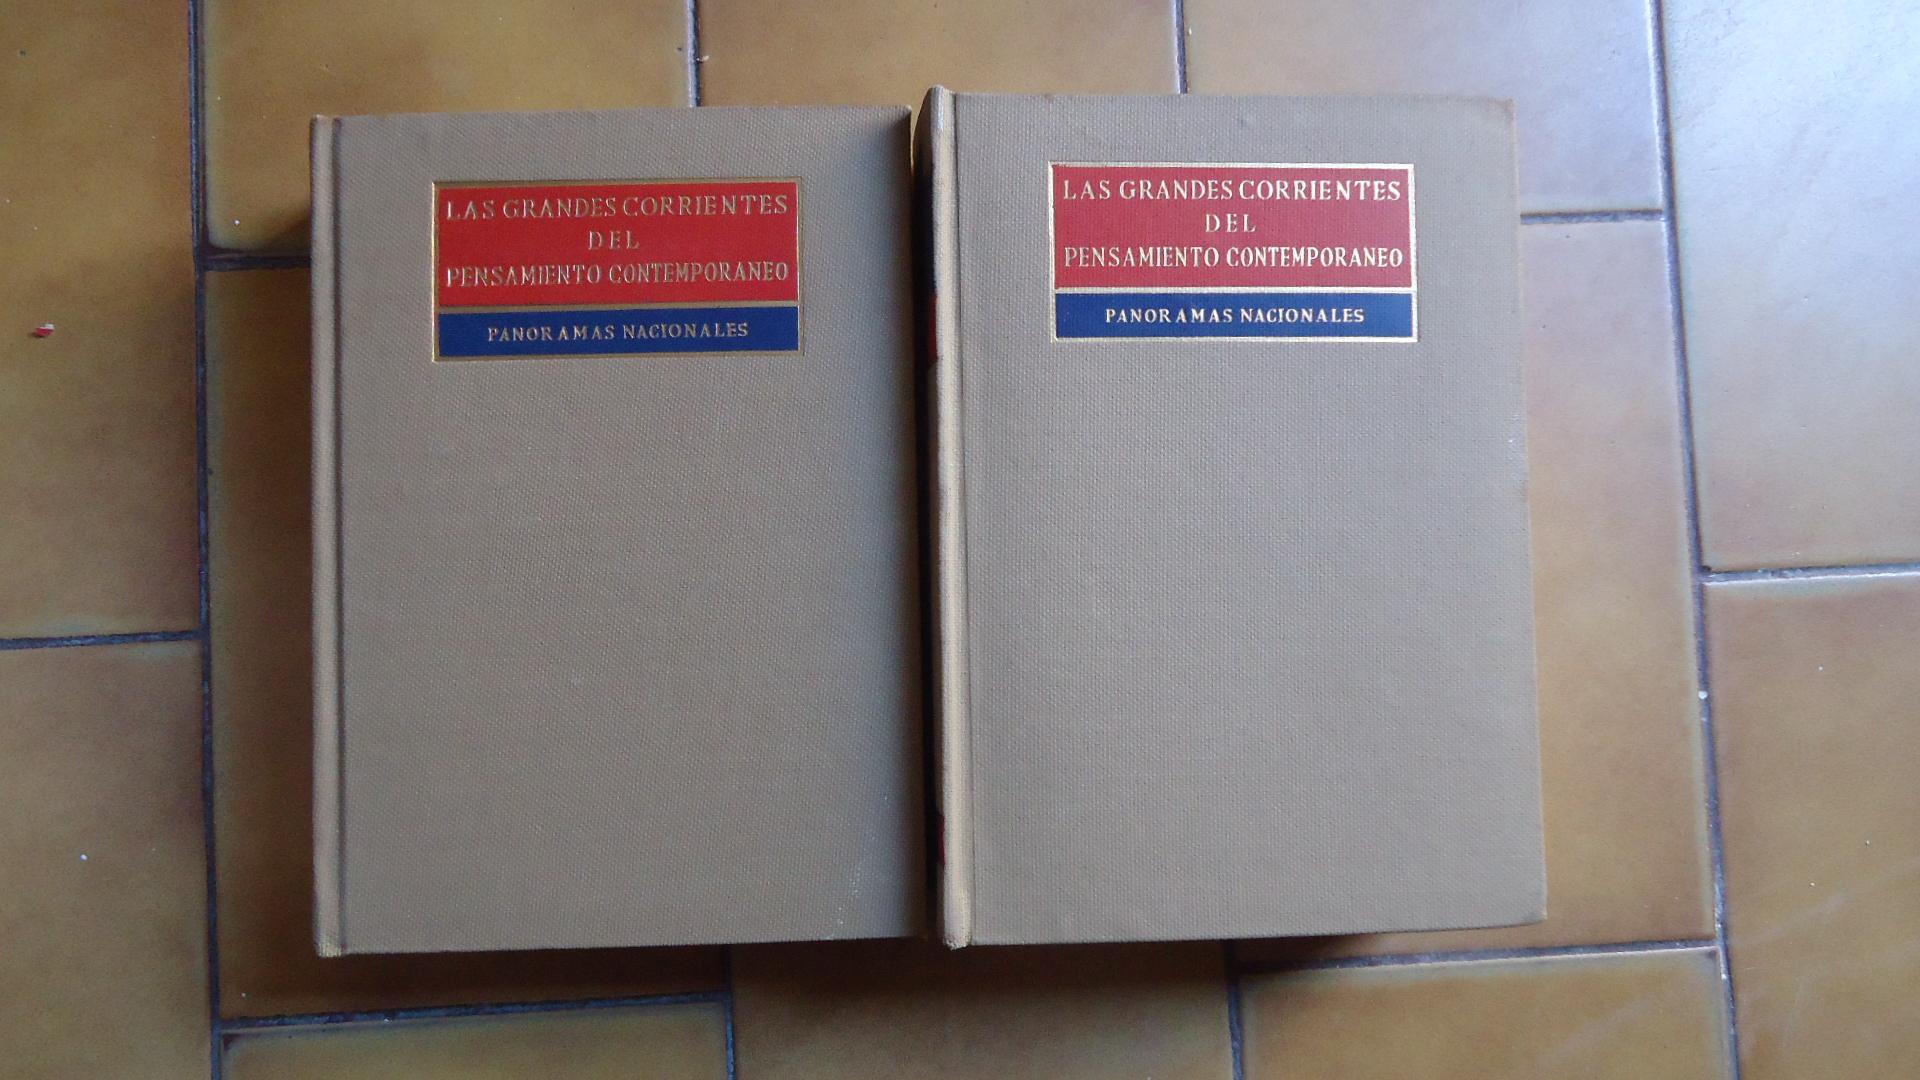 LAS GRANDES CORRIENTES
DEL
PENSAMIENTO CONTEMPORANEO
PANORAMAS NACIONALES
LAS GRANDES CORRIENTES
DEL
PENSAMIENTO CONTEMPORANEO
PANORAMAS NACIONALES